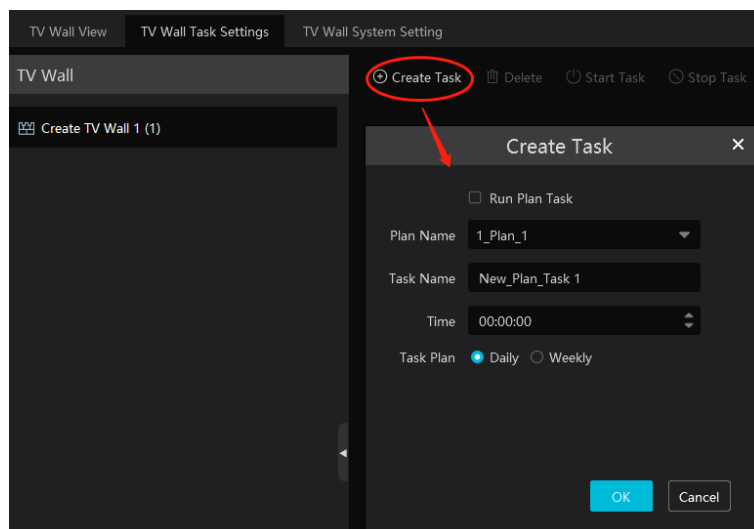 TV Wall View TV Wall Task Settings TV Wall System Setting
TV Wall
Create Task Delete Start Task Stop Task
Create TV Wall 1 (1)
Create Task
Run Plan Task
Plan Name 1_Plan_1
Task Name New_Plan_Task 1
Time 00:00:00
Task Plan Daily Weekly
OK Cancel